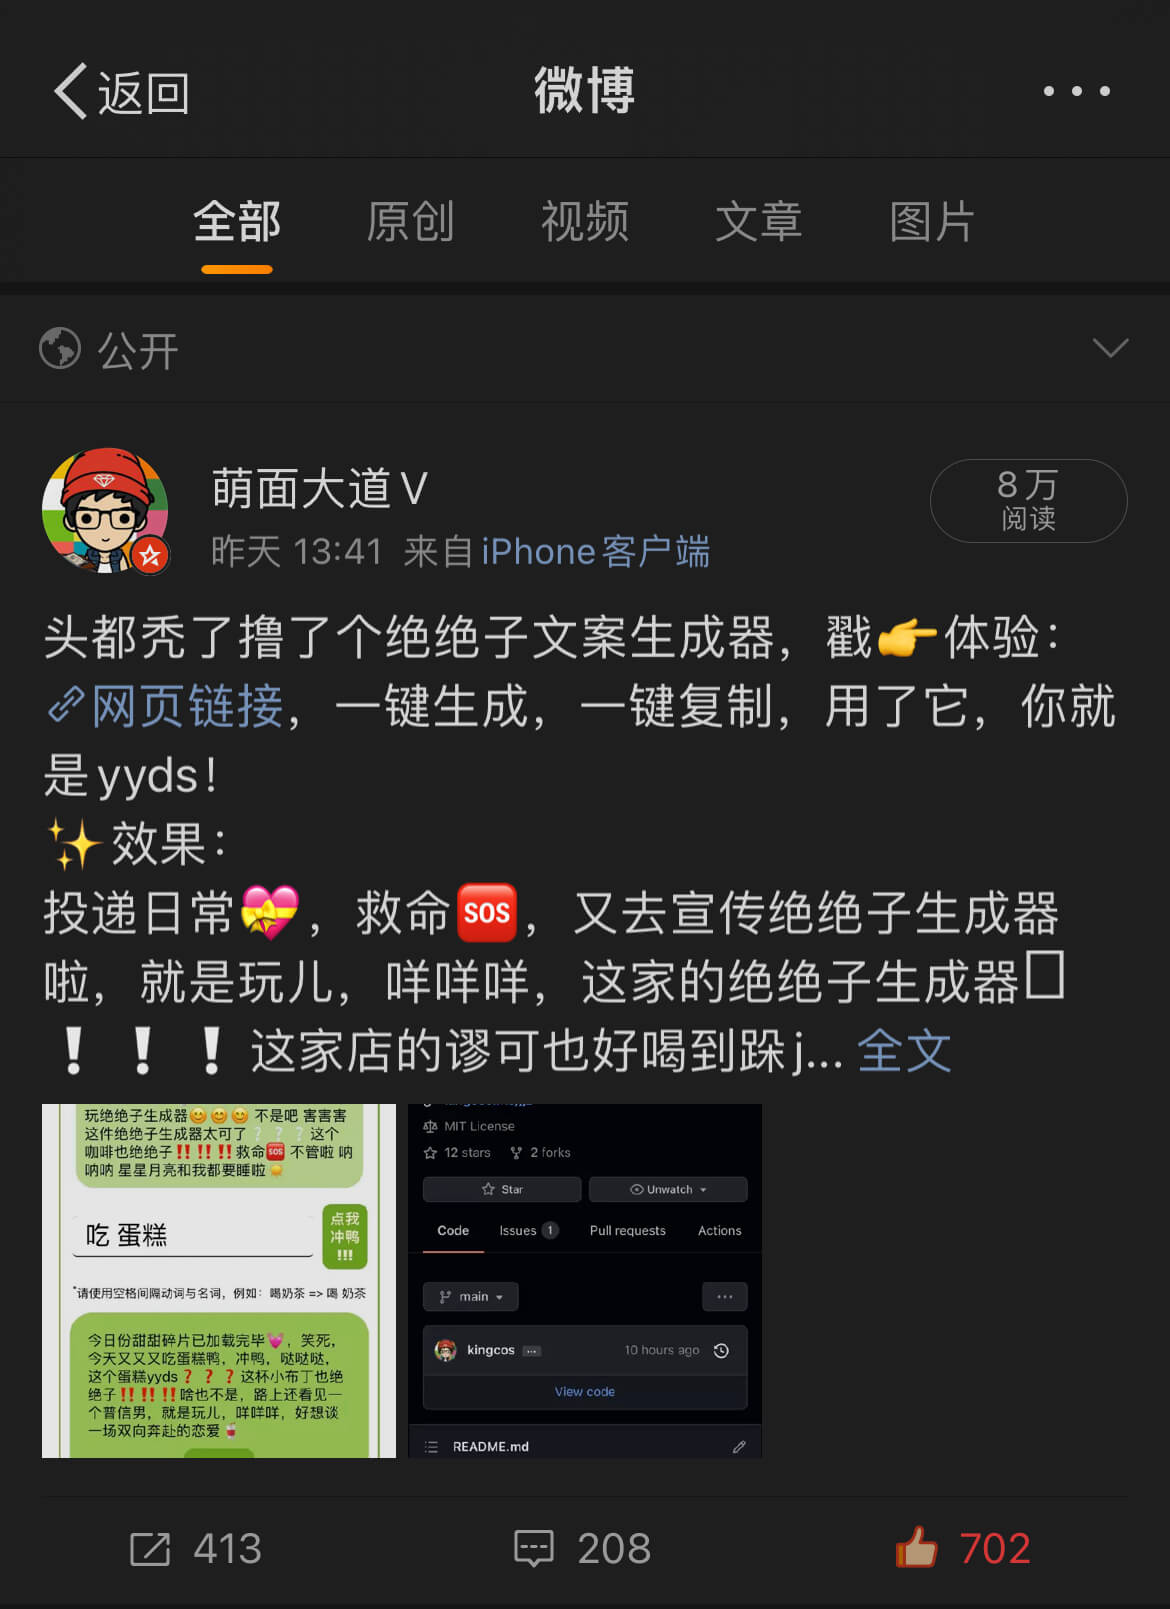 返回
微博
全部 原创 视频 文章 图片
公开
萌面大道V
8万
阅读
昨天 13:41 来自 iPhone客户端
头都秃了撸了个绝绝子文案生成器，戳👉体验：
网页链接，一键生成，一键复制，用了它，你就
是yyds！
✨效果：
投递日常💝，救命🆘，又去宣传绝绝子生成器
啦，就是玩儿，咩咩咩，这家的绝绝子生成器
❕❕❕这家店的谬可也好喝到跺j... 全文
玩绝绝子生成器😊😊😊 不是吧 害害害
这件绝绝子生成器太可了❔❔❔这个
咖啡也绝绝子‼️‼️‼️救命🆘 不管啦 呐
呐呐 星星月亮和我都要睡啦
吃 蛋糕
点我
冲鸭
!!!
*请使用空格间隔动词与名词，例如：喝奶茶 => 喝 奶茶
今日份甜甜碎片已加载完毕💓，笑死，
今天又又又吃蛋糕鸭，冲鸭，哒哒哒，
这个蛋糕yyds❓❓❓这杯小布丁也绝
绝子‼️‼️‼️啥也不是，路上还看见一
个普信男，就是玩儿，咩咩咩，好想谈
一场双向奔赴的恋爱
MIT License
12 stars 2 forks
Star Unwatch
Code Issues 1 Pull requests Actions
main ...
kingcos ... 10 hours ago
View code
README.md
413 208 702